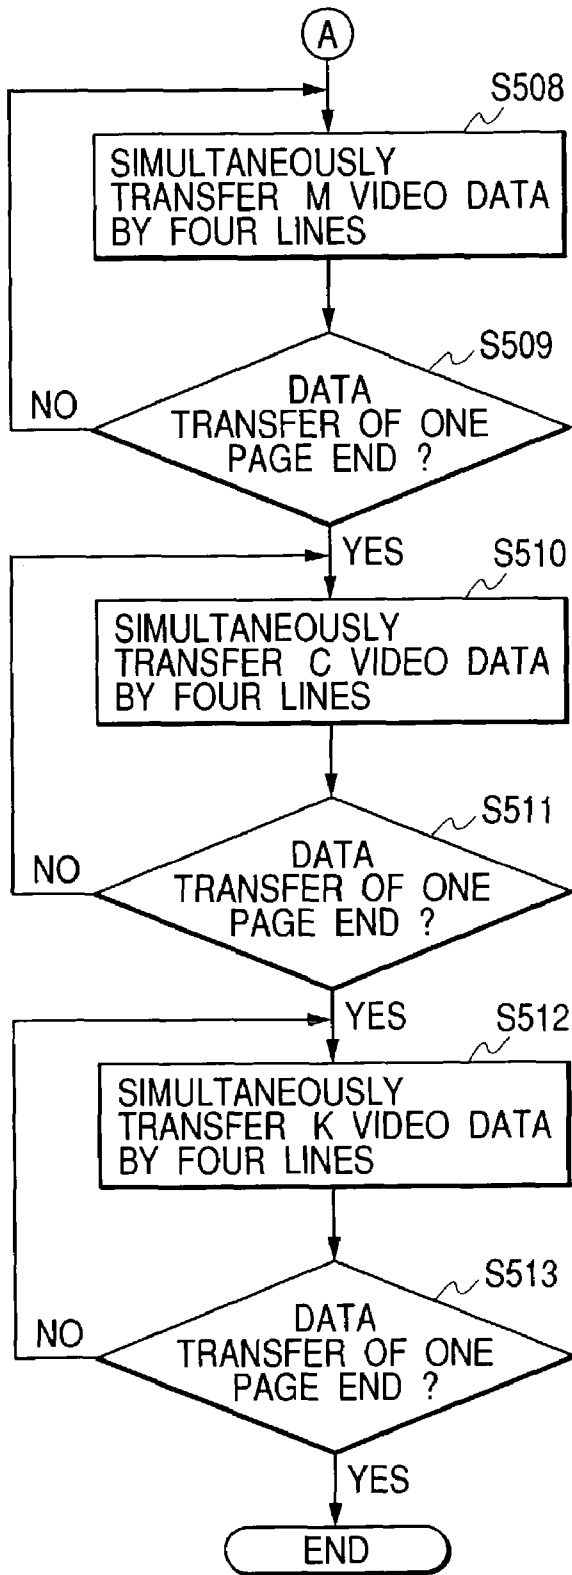 A
S508
SIMULTANEOUSLY
TRANSFER M VIDEO DATA
BY FOUR LINES
S509
DATA
TRANSFER OF ONE
PAGE END ?
NO
YES
S510
SIMULTANEOUSLY
TRANSFER C VIDEO DATA
BY FOUR LINES
S511
DATA
TRANSFER OF ONE
PAGE END ?
NO
YES
S512
SIMULTANEOUSLY
TRANSFER K VIDEO DATA
BY FOUR LINES
S513
DATA
TRANSFER OF ONE
PAGE END ?
NO
YES
END